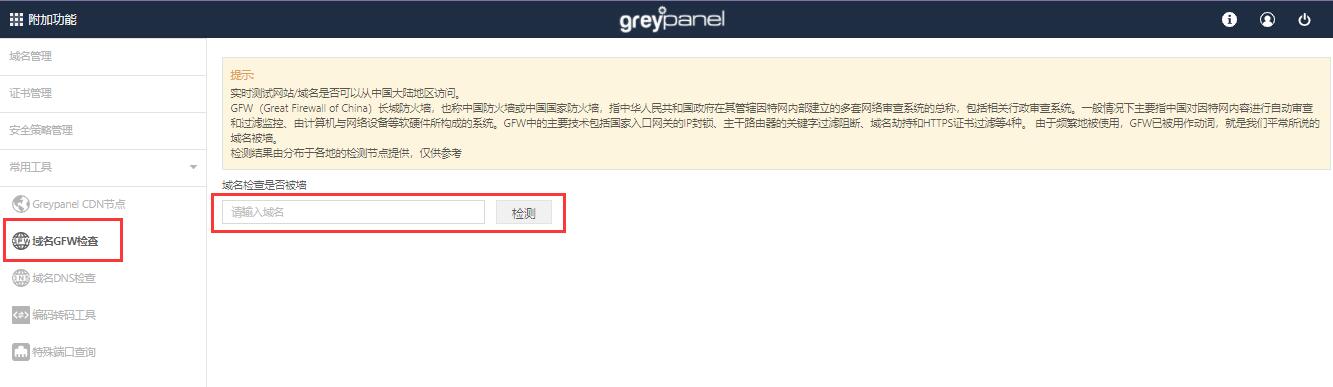 附加功能
greypanel
域名管理
证书管理
安全策略管理
常用工具
Greypanel CDN节点
域名GFW检查
域名DNS检查
编码转码工具
特殊端口查询
提示:
实时测试网站/域名是否可以从中国大陆地区访问。
GFW（Great Firewall of China）长城防火墙，也称中国防火墙或中国国家防火墙，指中华人民共和国政府在其管辖因特网内部建立的多套网络审查系统的总称，包括相关行政审查系统。一般情况下主要指中国对因特网内容进行自动审查
和过滤监控、由计算机与网络设备等软硬件所构成的系统。GFW中的主要技术包括国家入口网关的IP封锁、主干路由器的关键字过滤阻断、域名劫持和HTTPS证书过滤等4种。 由于频繁地被使用，GFW已被用作动词，就是我们平常所说的
域名被墙。
检测结果由分布于各地的检测节点提供，仅供参考
域名检查是否被墙
请输入域名
检测